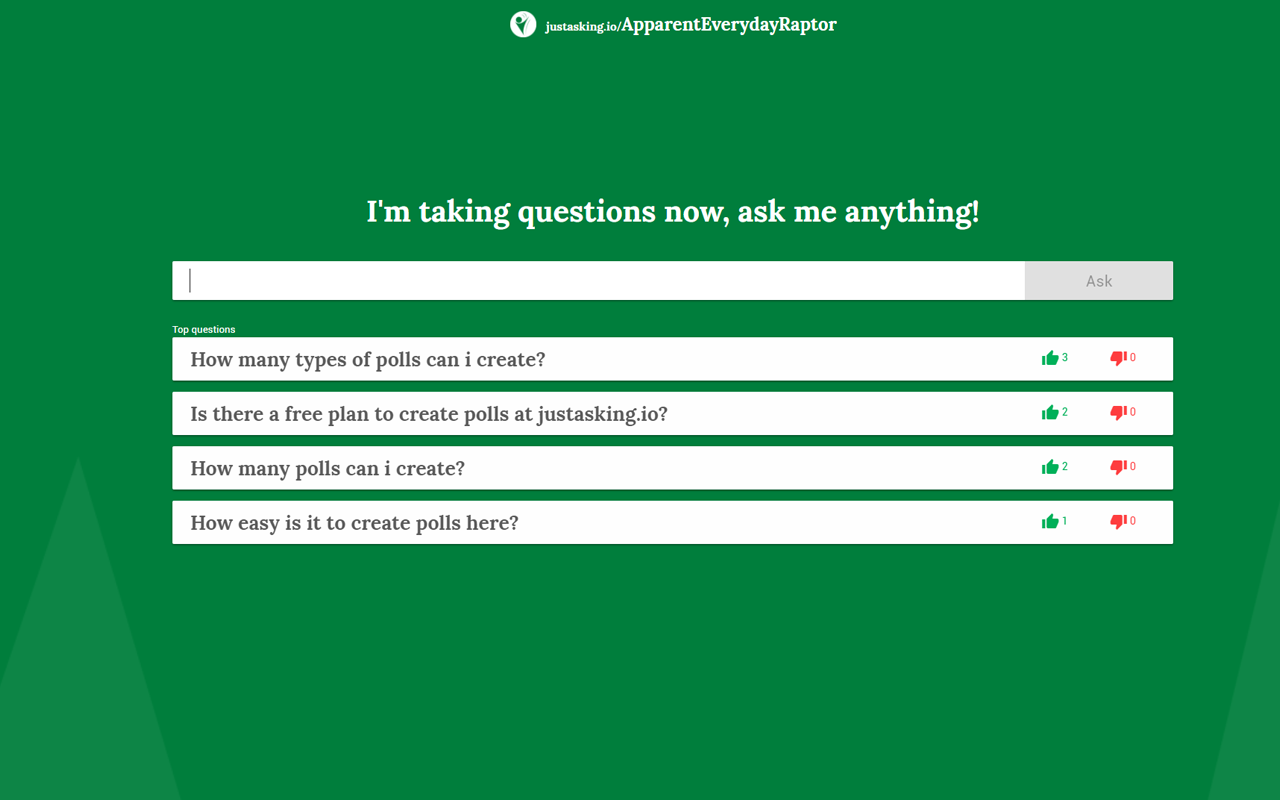 justasking.io/ApparentEverydayRaptor
I'm taking questions now, ask me anything!
Ask
Top questions
How many types of polls can i create? 3 0
Is there a free plan to create polls at justasking.io? 2 0
How many polls can i create? 2 0
How easy is it to create polls here? 1 0